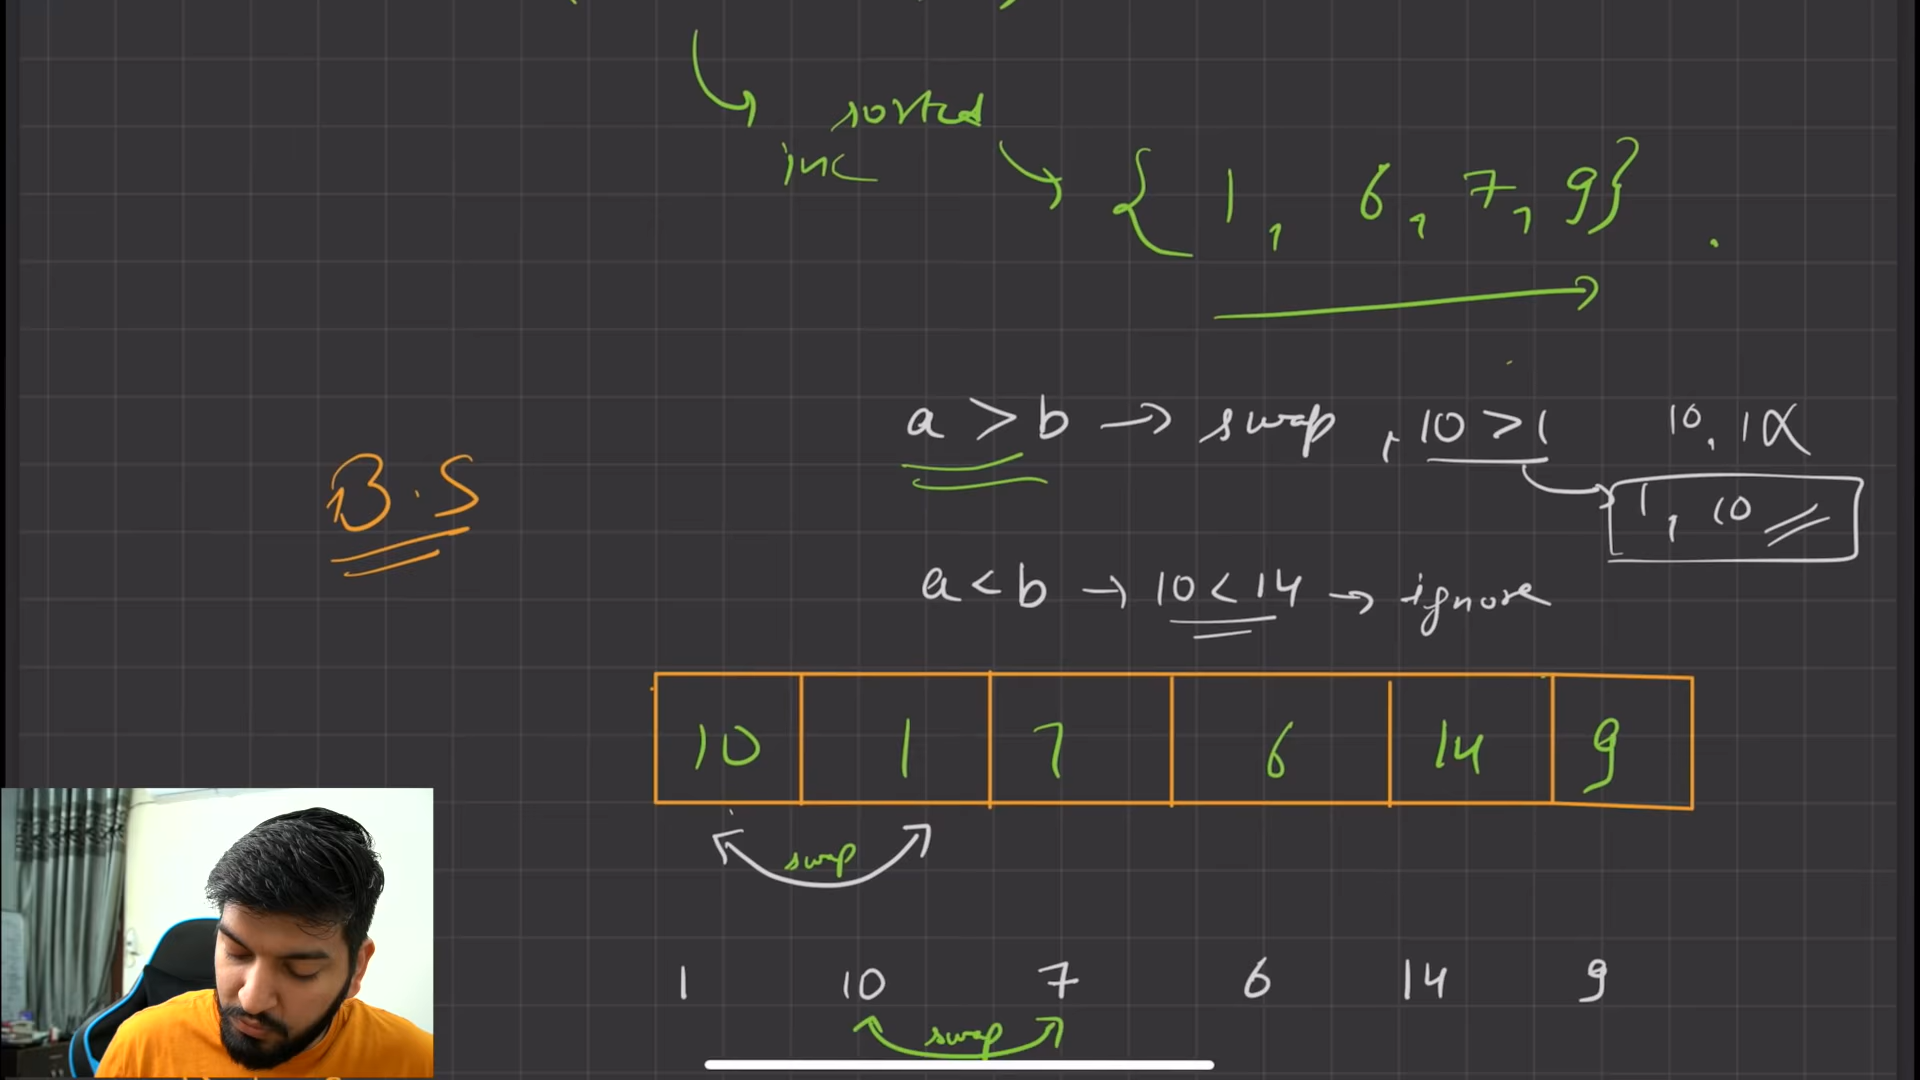 sorted
inc
{ 1, 6, 7, 9}
a > b → swap, 10 > 1 10, 1
1, 10
B.S
a < b → 10 < 14 → ignore
10 1 7 6 14 9
swap
1 10 7 6 14 9
swap